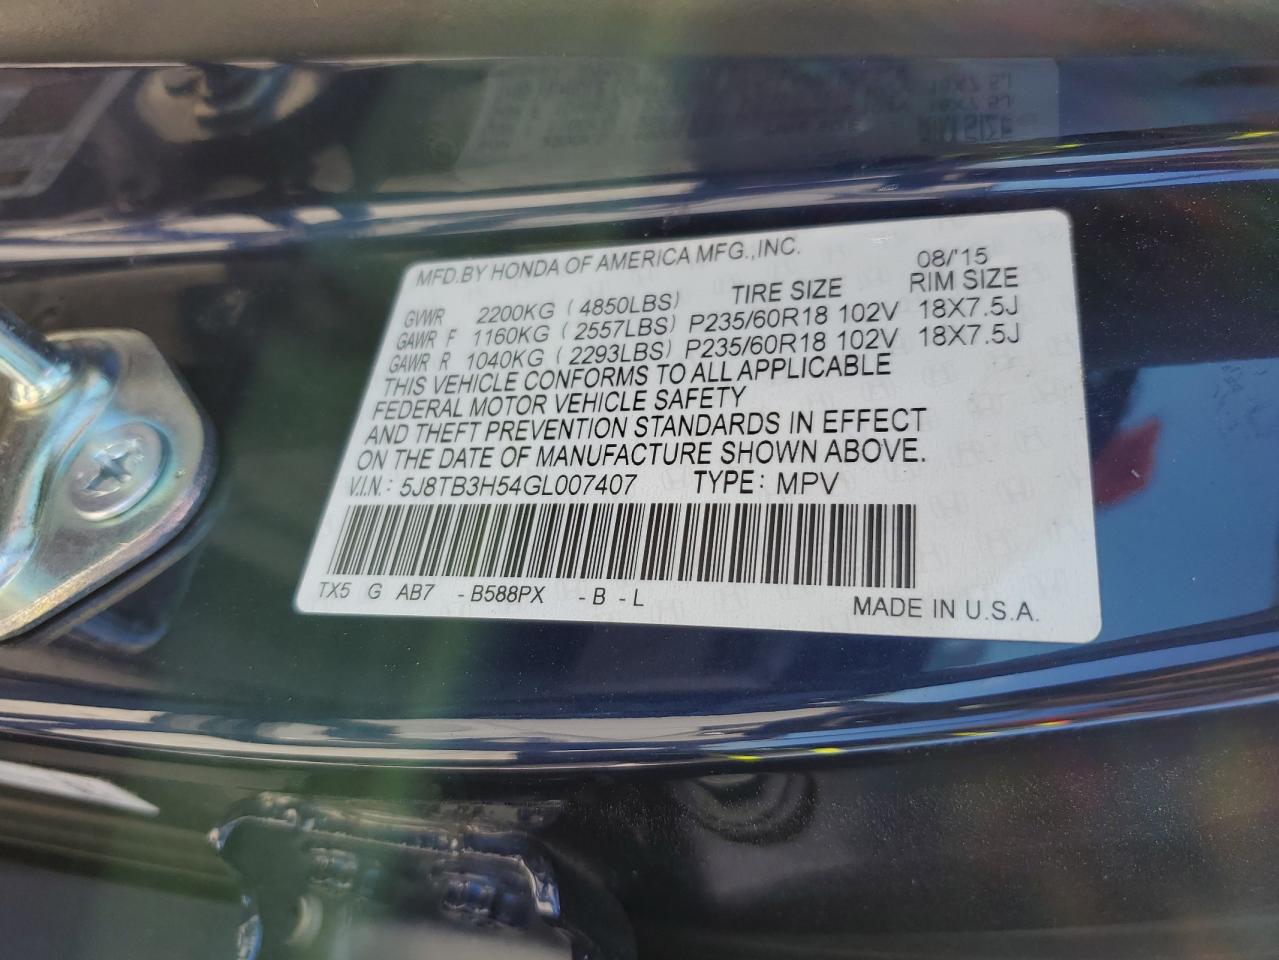 MFD.BY HONDA OF AMERICA MFG.,INC. 08/'15
GVWR 2200KG (4850LBS) TIRE SIZE RIM SIZE
GAWR F 1160KG (2557LBS) P235/60R18 102V 18X7.5J
GAWR R 1040KG (2293LBS) P235/60R18 102V 18X7.5J
THIS VEHICLE CONFORMS TO ALL APPLICABLE
FEDERAL MOTOR VEHICLE SAFETY
AND THEFT PREVENTION STANDARDS IN EFFECT
ON THE DATE OF MANUFACTURE SHOWN ABOVE.
V.I.N: 5J8TB3H54GL007407 TYPE: MPV
TX5 G AB7 -B588PX -B -L
MADE IN U.S.A.